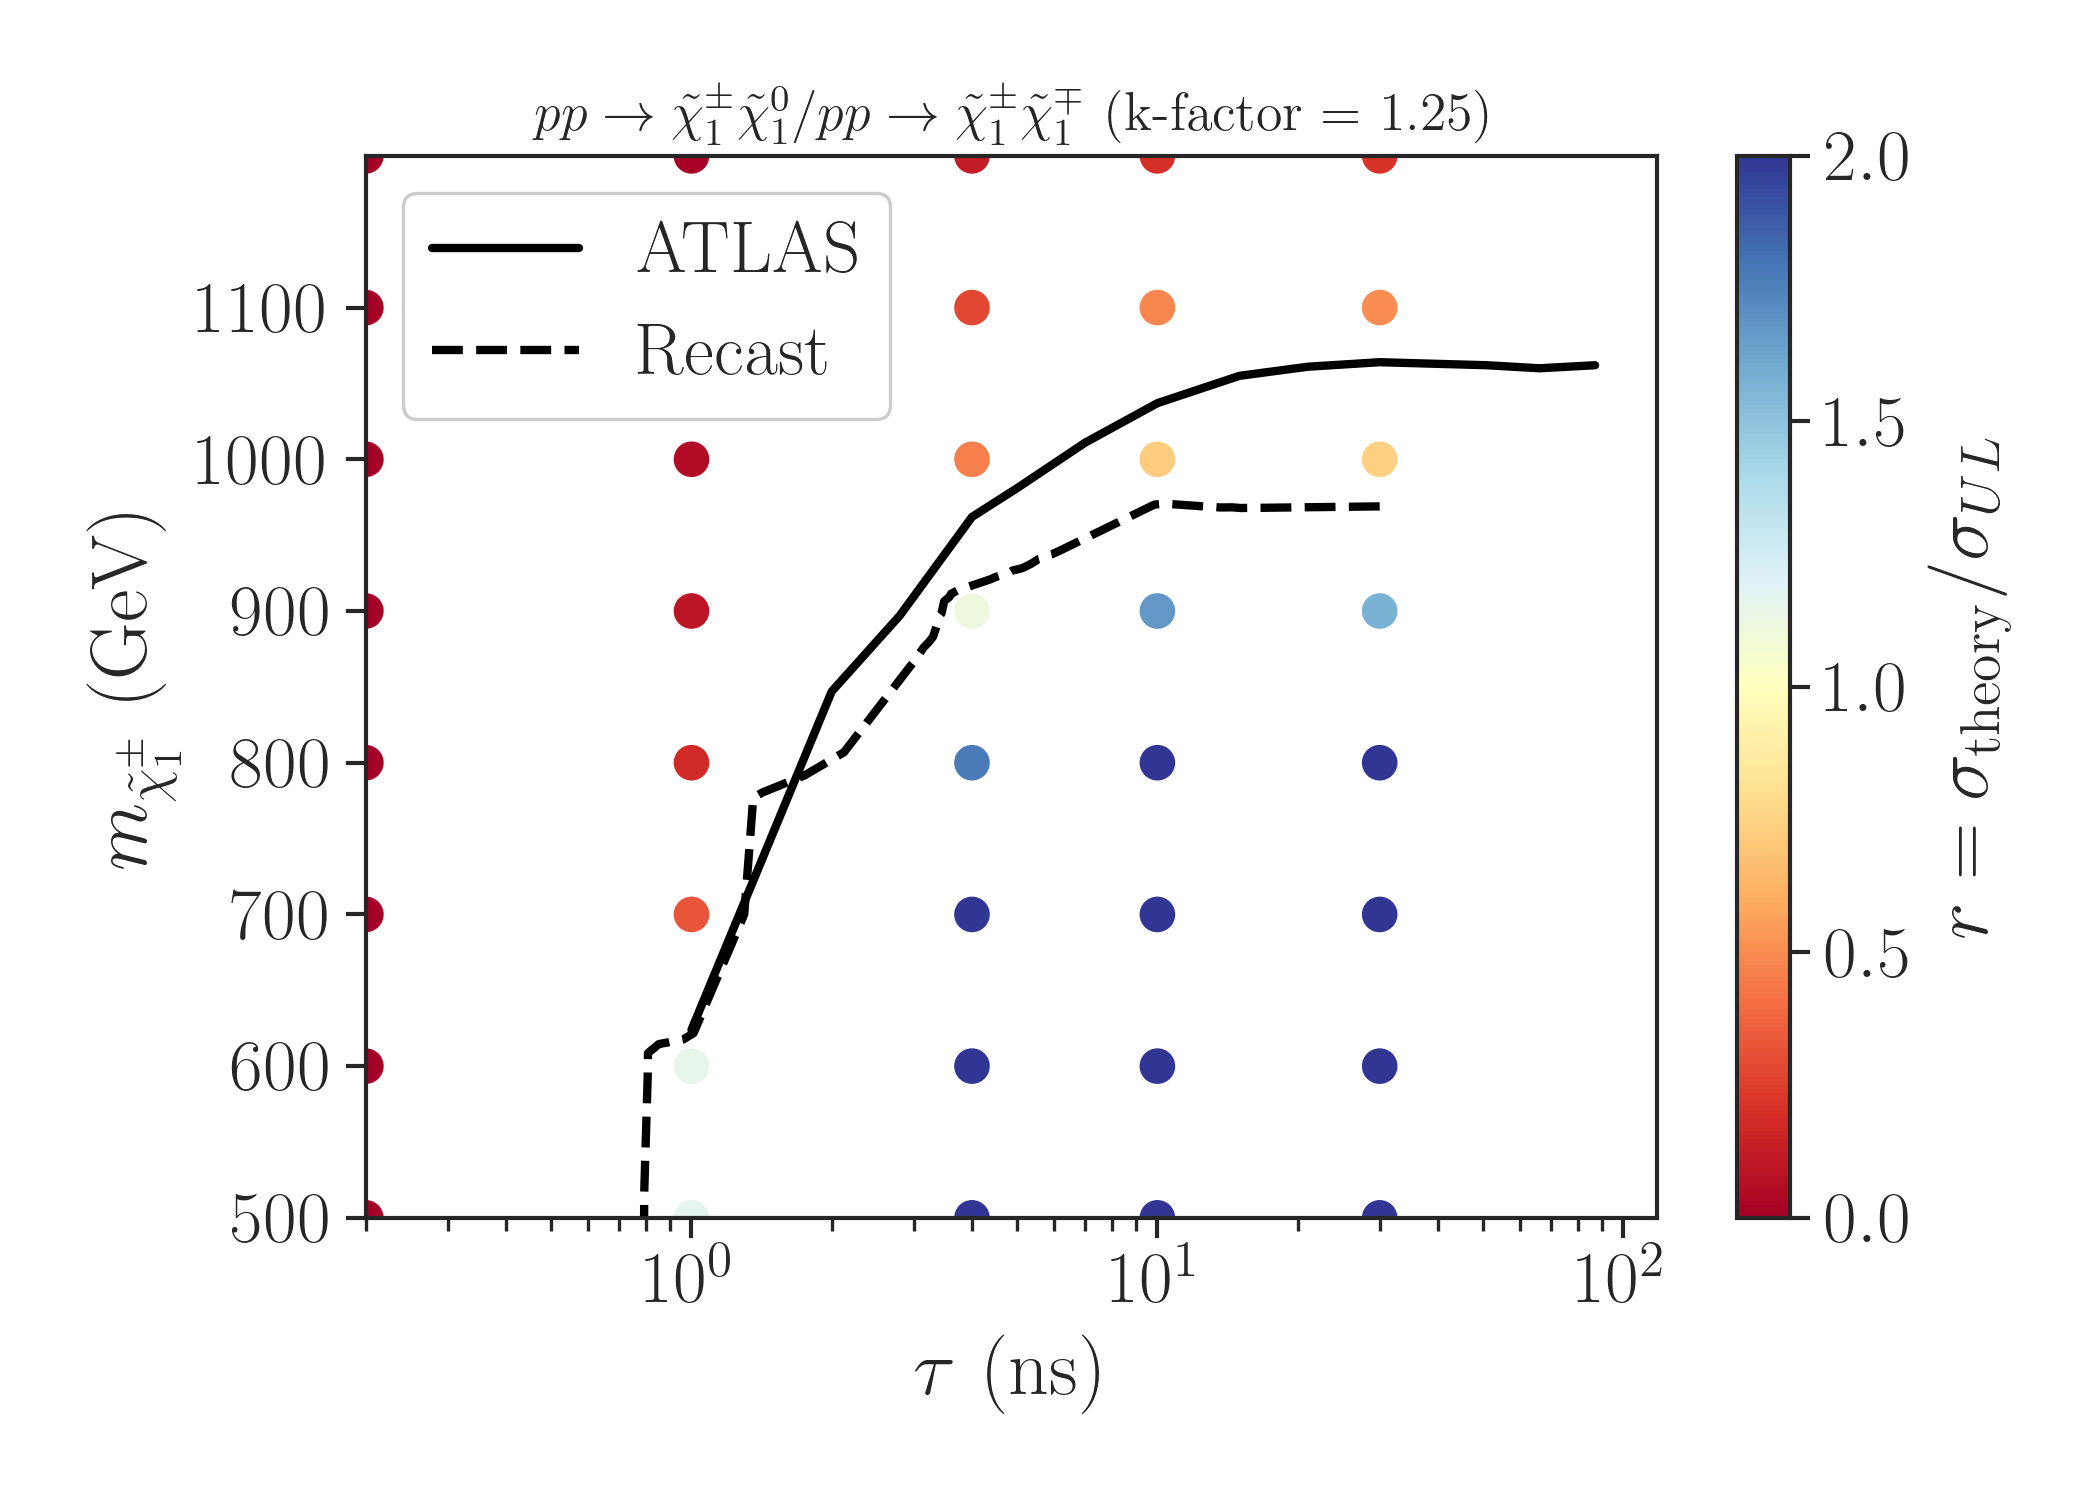 pp → χ̃₁^± χ̃₁^0/pp → χ̃₁^± χ̃₁^∓ (k-factor = 1.25)
ATLAS
Recast
m_χ̃₁^± (GeV)
1100
1000
900
800
700
600
500
10^0
10^1
10^2
τ (ns)
2.0
1.5
1.0
0.5
0.0
r = σ_theory/σ_UL